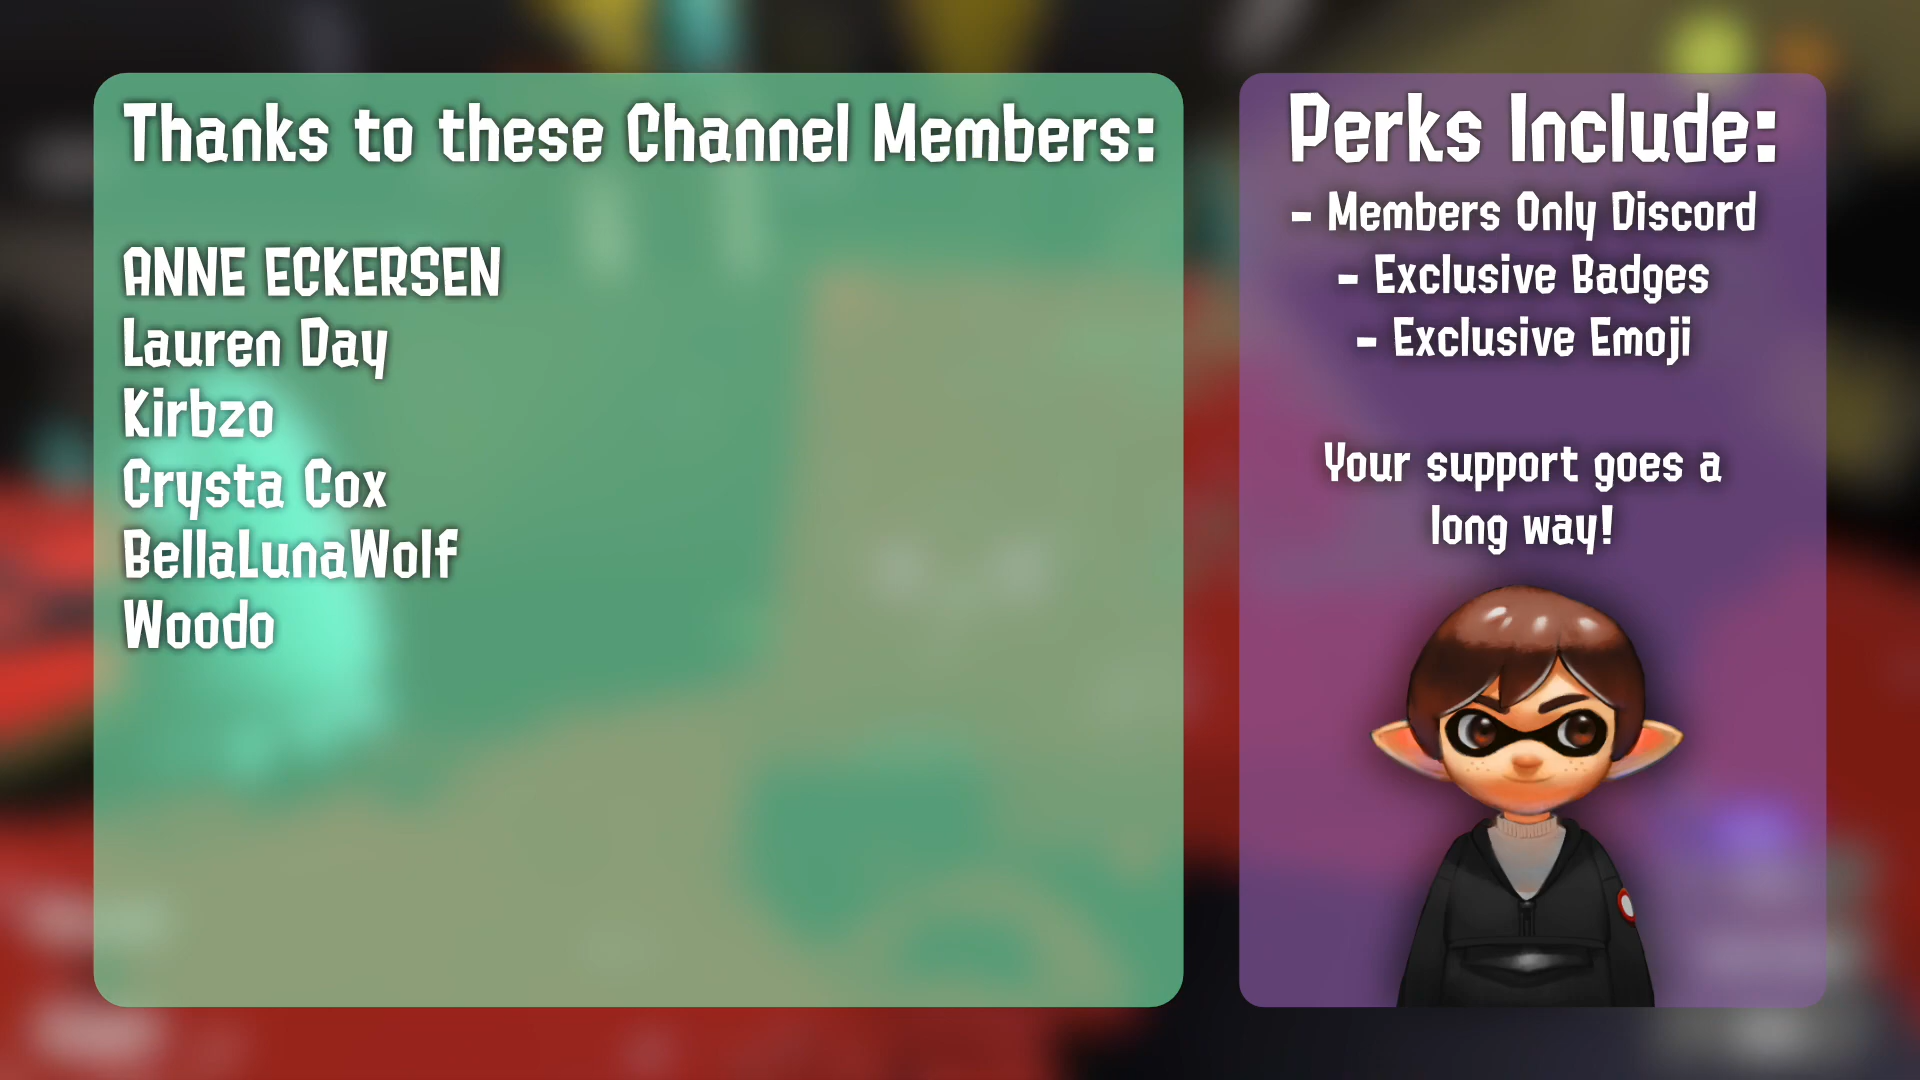 Thanks to these Channel Members:
ANNE ECKERSEN
Lauren Day
Kirbzo
Crysta Cox
BellaLunaWolf
Woodo
Perks Include:
- Members Only Discord
- Exclusive Badges
- Exclusive Emoji
Your support goes a
long way!